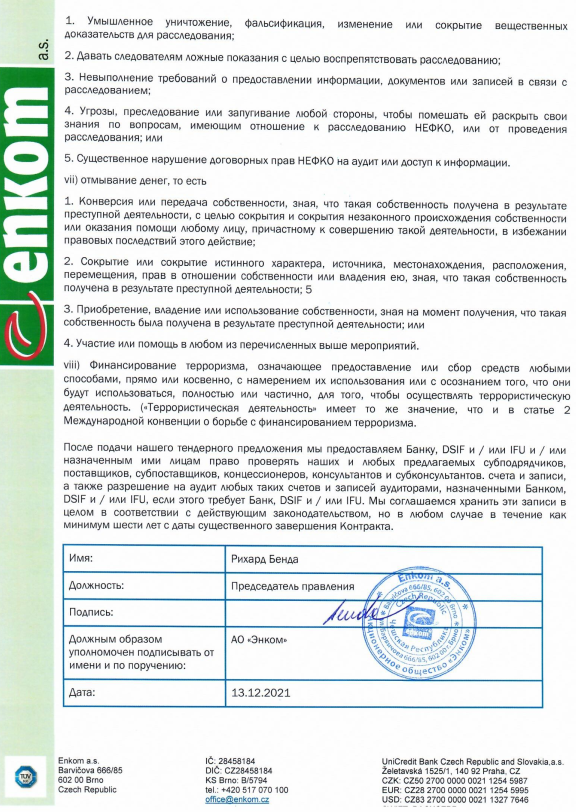 1. Умышленное уничтожение, фальсификация, изменение или сокрытие вещественных
доказательств для расследования;
2. Давать следователям ложные показания с целью воспрепятствовать расследованию;
3. Невыполнение требований о предоставлении информации, документов или записей в связи с
расследованием;
4. Угрозы, преследование или запугивание любой стороны, чтобы помешать ей раскрыть свои
знания по вопросам, имеющим отношение к расследованию НЕФКО, или от проведения
расследования; или
5. Существенное нарушение договорных прав НЕФКО на аудит или доступ к информации.
vii) отмывание денег, то есть
1. Конверсия или передача собственности, зная, что такая собственность получена в результате
преступной деятельности, с целью сокрытия и сокрытия незаконного происхождения собственности
или оказания помощи любому лицу, причастному к совершению такой деятельности, в избежании
правовых последствий этого действие;
2. Сокрытие или сокрытие истинного характера, источника, местонахождения, расположения,
перемещения, прав в отношении собственности или владения ею, зная, что такая собственность
получена в результате преступной деятельности; 5
3. Приобретение, владение или использование собственности, зная на момент получения, что такая
собственность была получена в результате преступной деятельности; или
4. Участие или помощь в любом из перечисленных выше мероприятий.
viii) Финансирование терроризма, означающее предоставление или сбор средств любыми
способами, прямо или косвенно, с намерением их использования или с осознанием того, что они
будут использоваться, полностью или частично, для того, чтобы осуществлять террористическую
деятельность. («Террористическая деятельность» имеет то же значение, что и в статье 2
Международной конвенции о борьбе с финансированием терроризма.
После подачи нашего тендерного предложения мы предоставляем Банку, DSIF и / или IFU и / или
назначенным ими лицам право проверять наших и любых предлагаемых субподрядчиков,
поставщиков, субпоставщиков, концессионеров, консультантов и субконсультантов. счета и записи,
а также разрешение на аудит любых таких счетов и записей аудиторами, назначенными Банком,
DSIF и / или IFU, если этого требует Банк, DSIF и / или IFU. Мы соглашаемся хранить эти записи в
целом в соответствии с действующим законодательством, но в любом случае в течение как
минимум шести лет с даты существенного завершения Контракта.
Имя: Рихард Бенда
Должность: Председатель правления
Подпись:
Должным образом
уполномочен подписывать от
имени и по поручению:
АО «Энком»
Дата: 13.12.2021
enkom a.s.
Enkom a.s.
Barvičova 666/85, 602 00 Brno
Czech Republic
enkom
Чешская Республика
Акционерное общество «Энком»
TÜV
Enkom a.s.
Barvičova 666/85
602 00 Brno
Czech Republic
IČ: 28458184
DIČ: CZ28458184
KS Brno: B/5794
tel.: +420 517 070 100
office@enkom.cz
UniCredit Bank Czech Republic and Slovakia,a.s.
Želetavská 1525/1, 140 92 Praha, CZ
CZK: CZ50 2700 0000 0021 1254 5987
EUR: CZ28 2700 0000 0021 1254 5995
USD: CZ83 2700 0000 0021 1327 7646